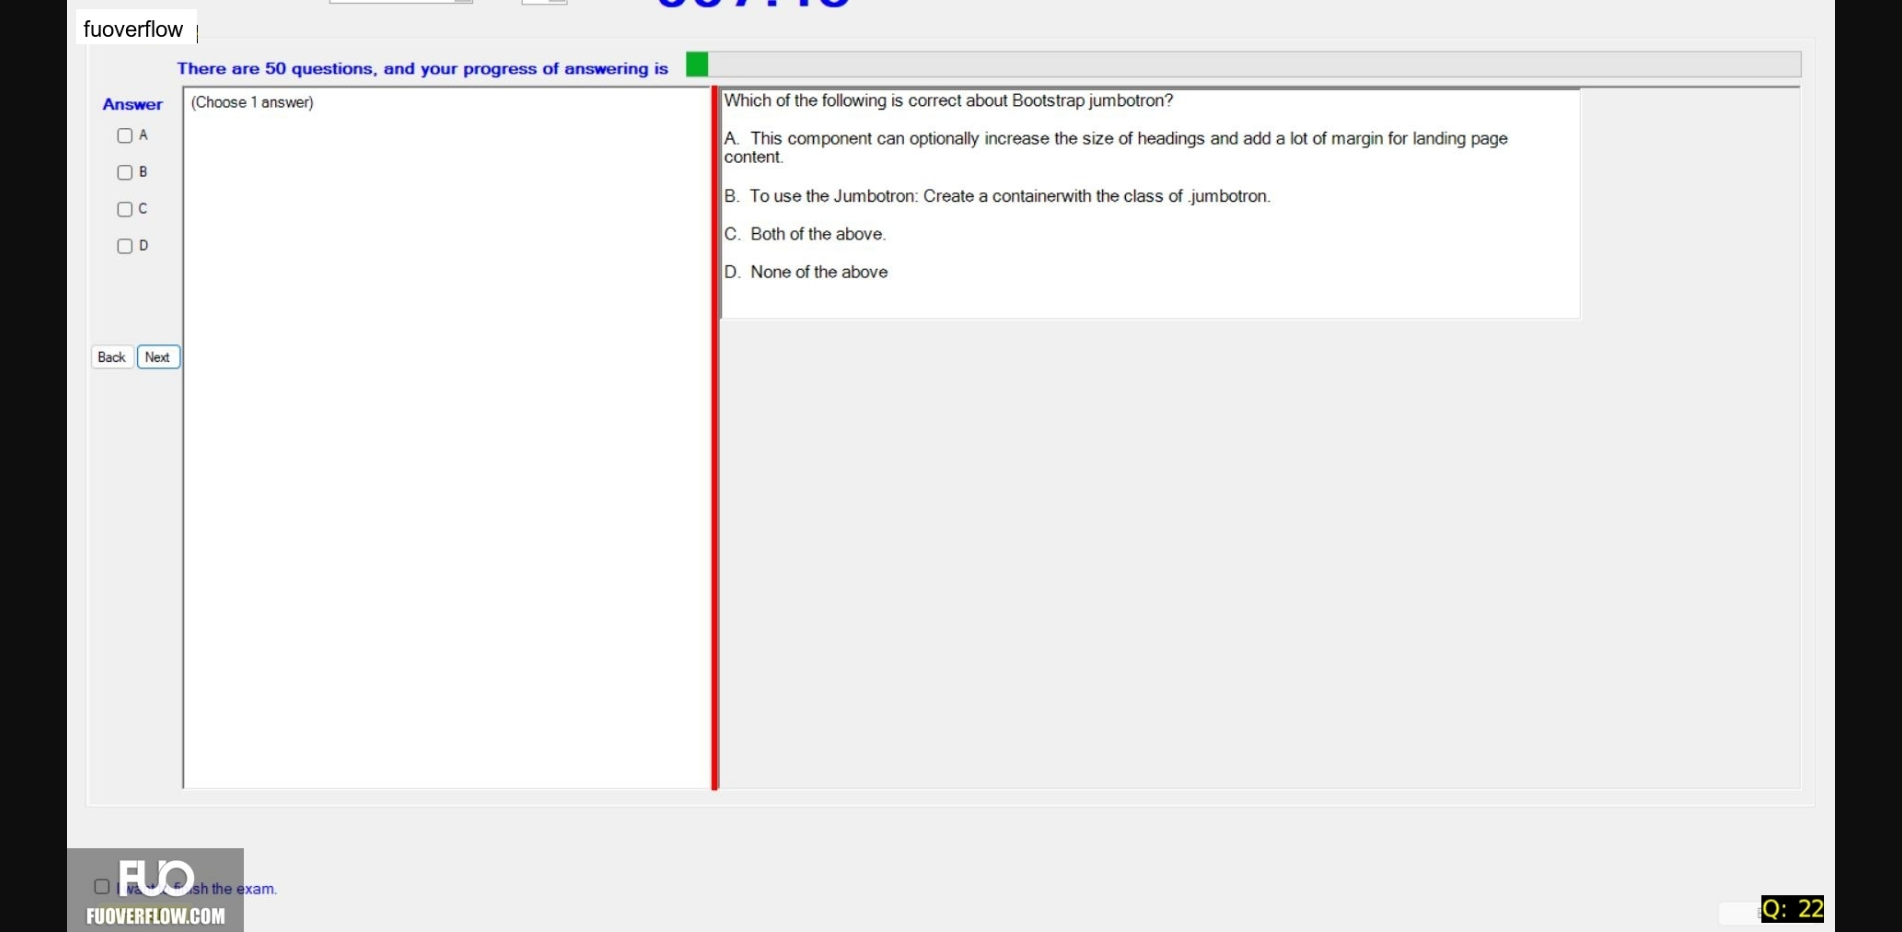 fuoverflow
There are 50 questions, and your progress of answering is
Answer
(Choose 1 answer)
A
B
C
D
Back
Next
Which of the following is correct about Bootstrap jumbotron?
A. This component can optionally increase the size of headings and add a lot of margin for landing page
content.
B. To use the Jumbotron: Create a containerwith the class of .jumbotron.
C. Both of the above.
D. None of the above
FUO
I want finish the exam.
FUOVERFLOW.COM
Q: 22